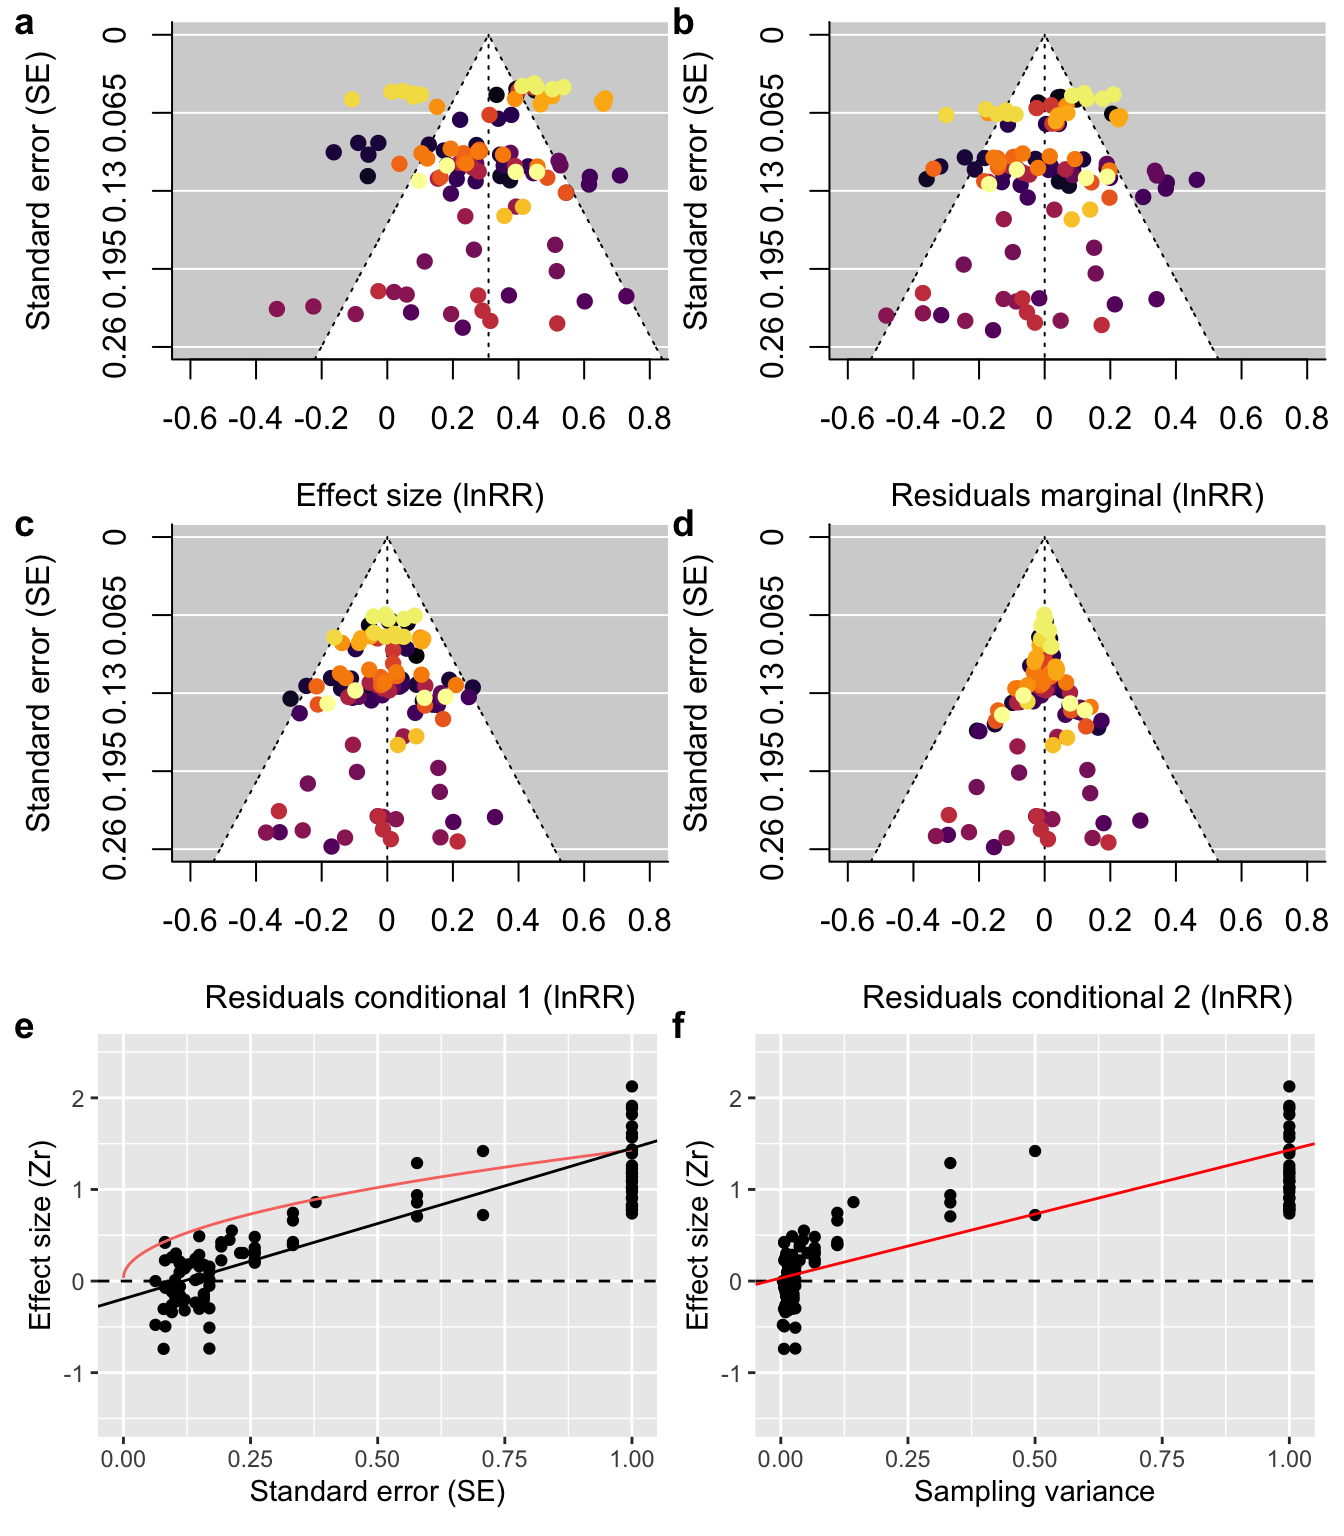 a
b
Standard error (SE)
0
0.065
0.13
0.195
0.26
-0.6 -0.4 -0.2 0 0.2 0.4 0.6 0.8
Effect size (lnRR)
Standard error (SE)
0
0.065
0.13
0.195
0.26
-0.6 -0.4 -0.2 0 0.2 0.4 0.6 0.8
Residuals marginal (lnRR)
c
d
Standard error (SE)
0
0.065
0.13
0.195
0.26
-0.6 -0.4 -0.2 0 0.2 0.4 0.6 0.8
Residuals conditional 1 (lnRR)
Standard error (SE)
0
0.065
0.13
0.195
0.26
-0.6 -0.4 -0.2 0 0.2 0.4 0.6 0.8
Residuals conditional 2 (lnRR)
e
f
Effect size (Zr)
2
1
0
-1
0.00 0.25 0.50 0.75 1.00
Standard error (SE)
Effect size (Zr)
2
1
0
-1
0.00 0.25 0.50 0.75 1.00
Sampling variance